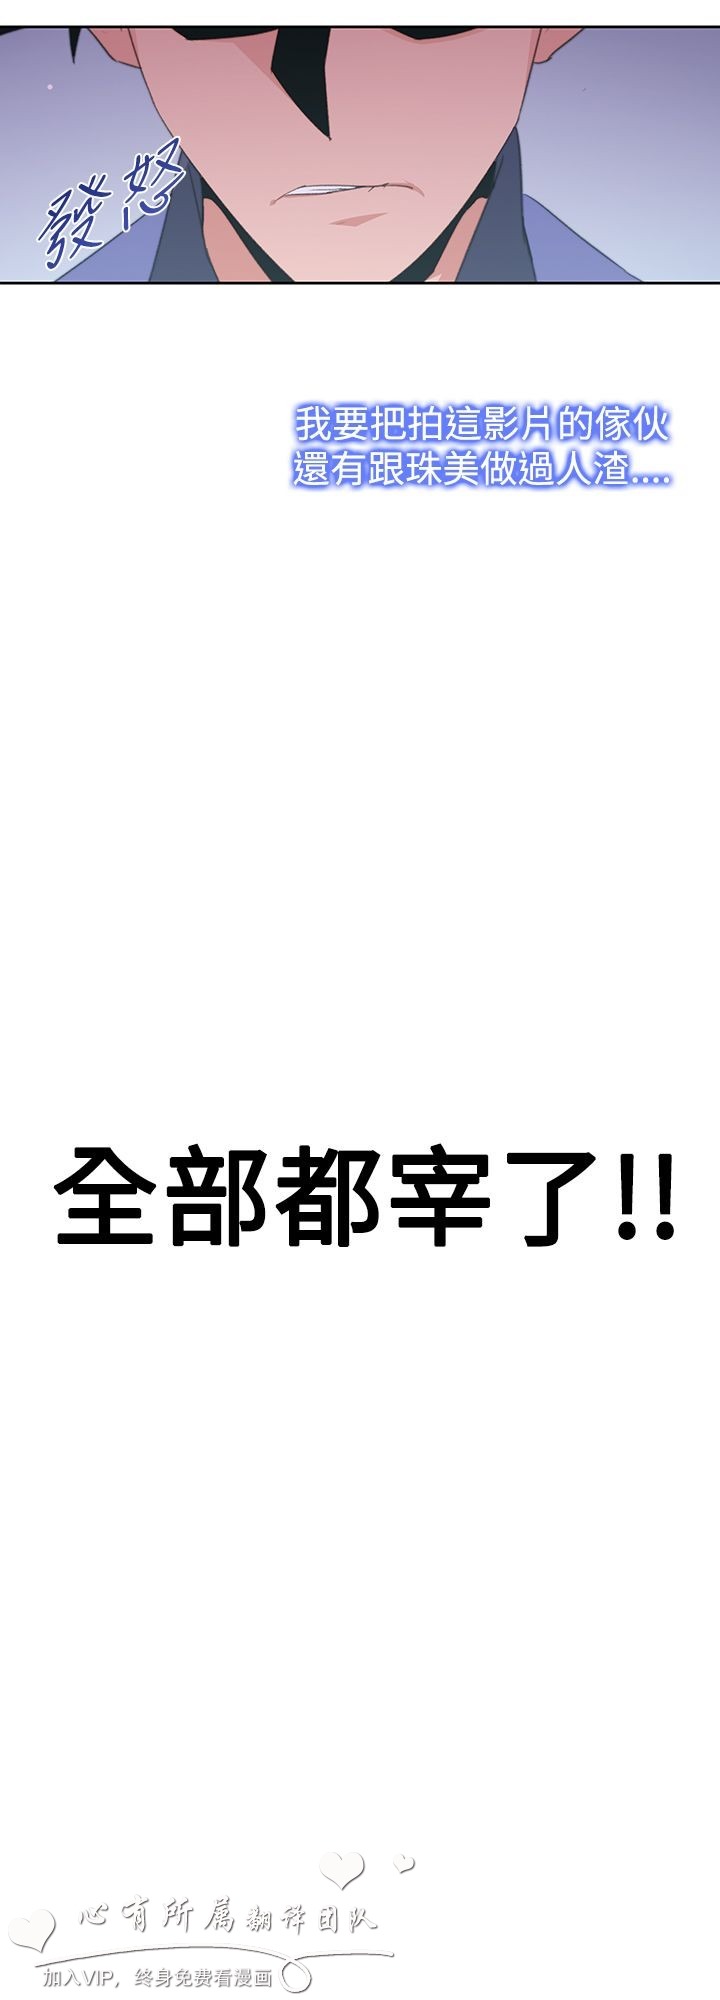 發怒
我要把拍這影片的傢伙
還有跟珠美做過人渣....
全部都宰了!!
心有所属翻译团队
加入VIP，终身免费看漫画